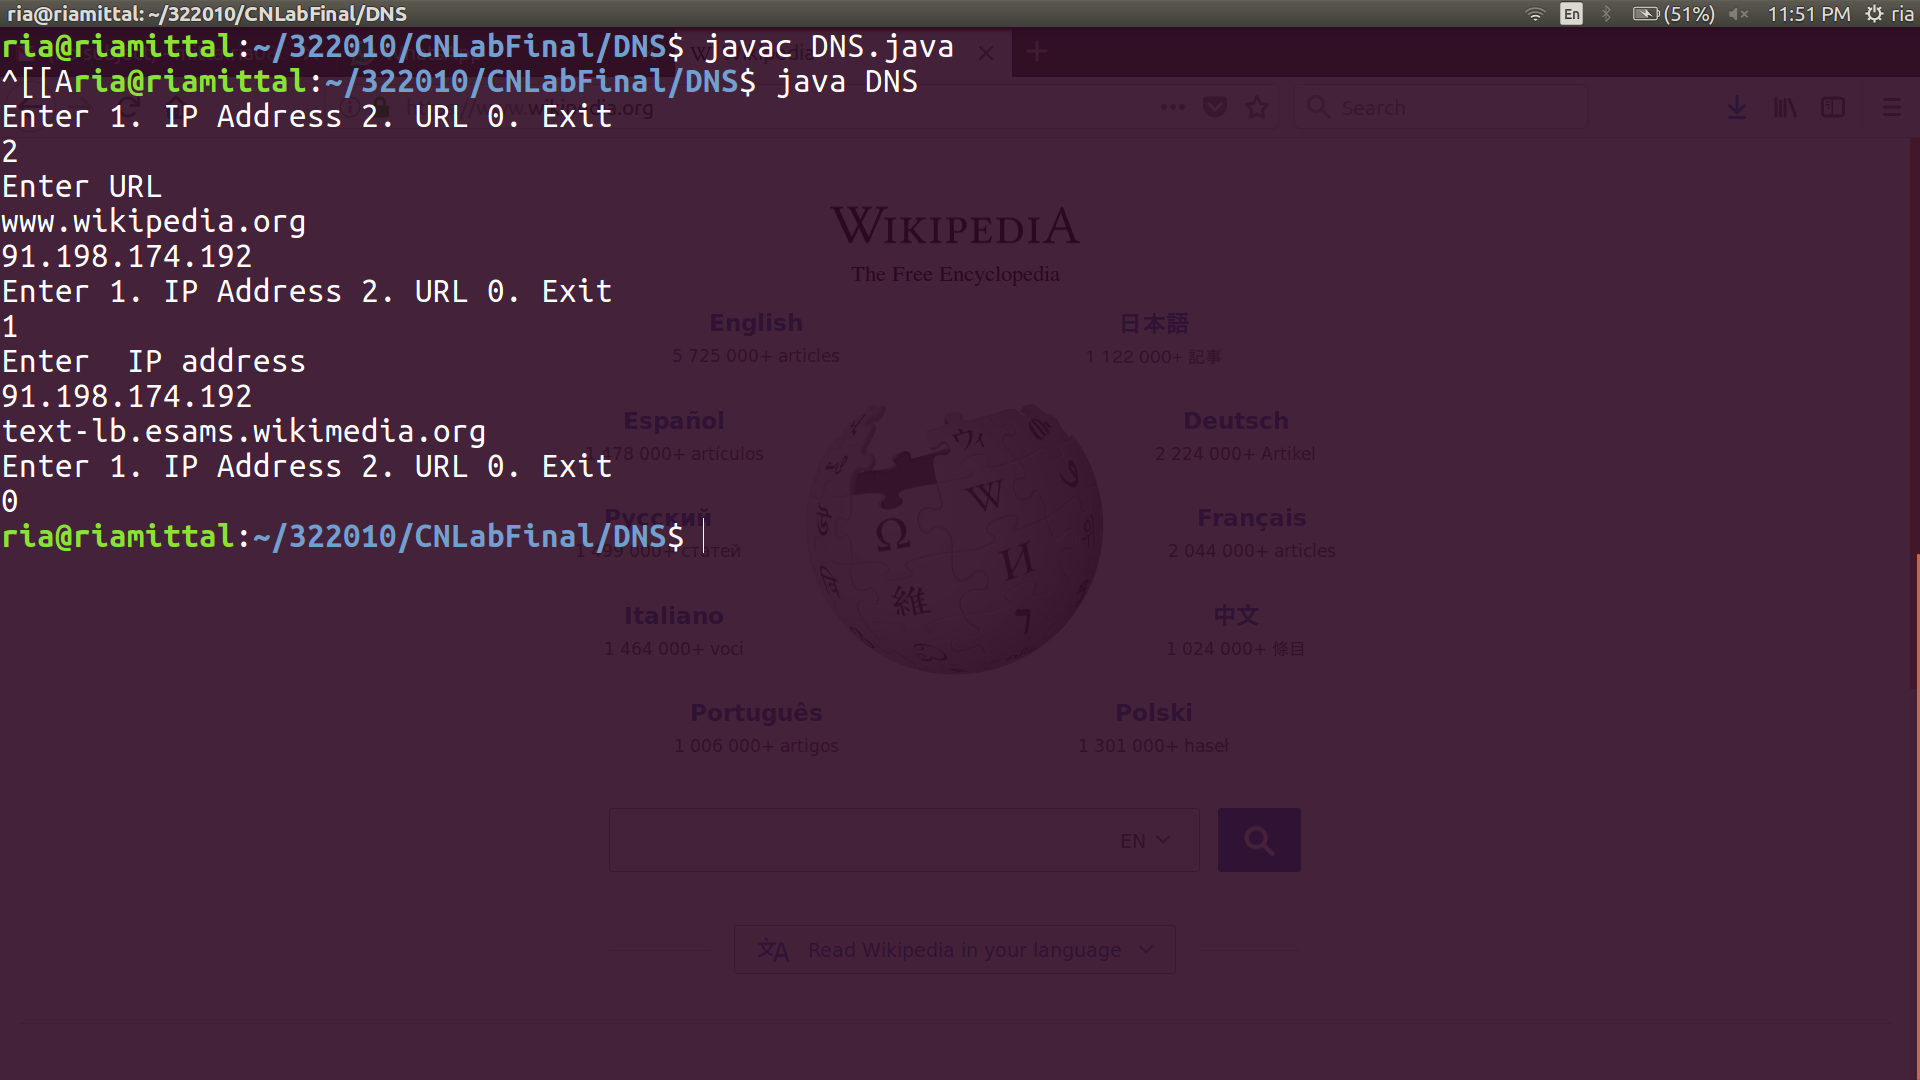 ria@riamittal: ~/322010/CNLabFinal/DNS
En (51%) 11:51 PM ria
ria@riamittal:~/322010/CNLabFinal/DNS$ javac DNS.java
^[[Aria@riamittal:~/322010/CNLabFinal/DNS$ java DNS
Enter 1. IP Address 2. URL 0. Exit
2
Enter URL
www.wikipedia.org
91.198.174.192
Enter 1. IP Address 2. URL 0. Exit
1
Enter  IP address
91.198.174.192
text-lb.esams.wikimedia.org
Enter 1. IP Address 2. URL 0. Exit
0
ria@riamittal:~/322010/CNLabFinal/DNS$
Search
WIKIPEDIA
The Free Encyclopedia
English
5 725 000+ articles
日本語
1 122 000+ 記事
Español
1 478 000+ artículos
Deutsch
2 224 000+ Artikel
Русский
1 499 000+ статей
Français
2 044 000+ articles
Italiano
1 464 000+ voci
中文
1 024 000+ 條目
Português
1 006 000+ artigos
Polski
1 301 000+ haseł
Ω
W
И
維
EN
Read Wikipedia in your language